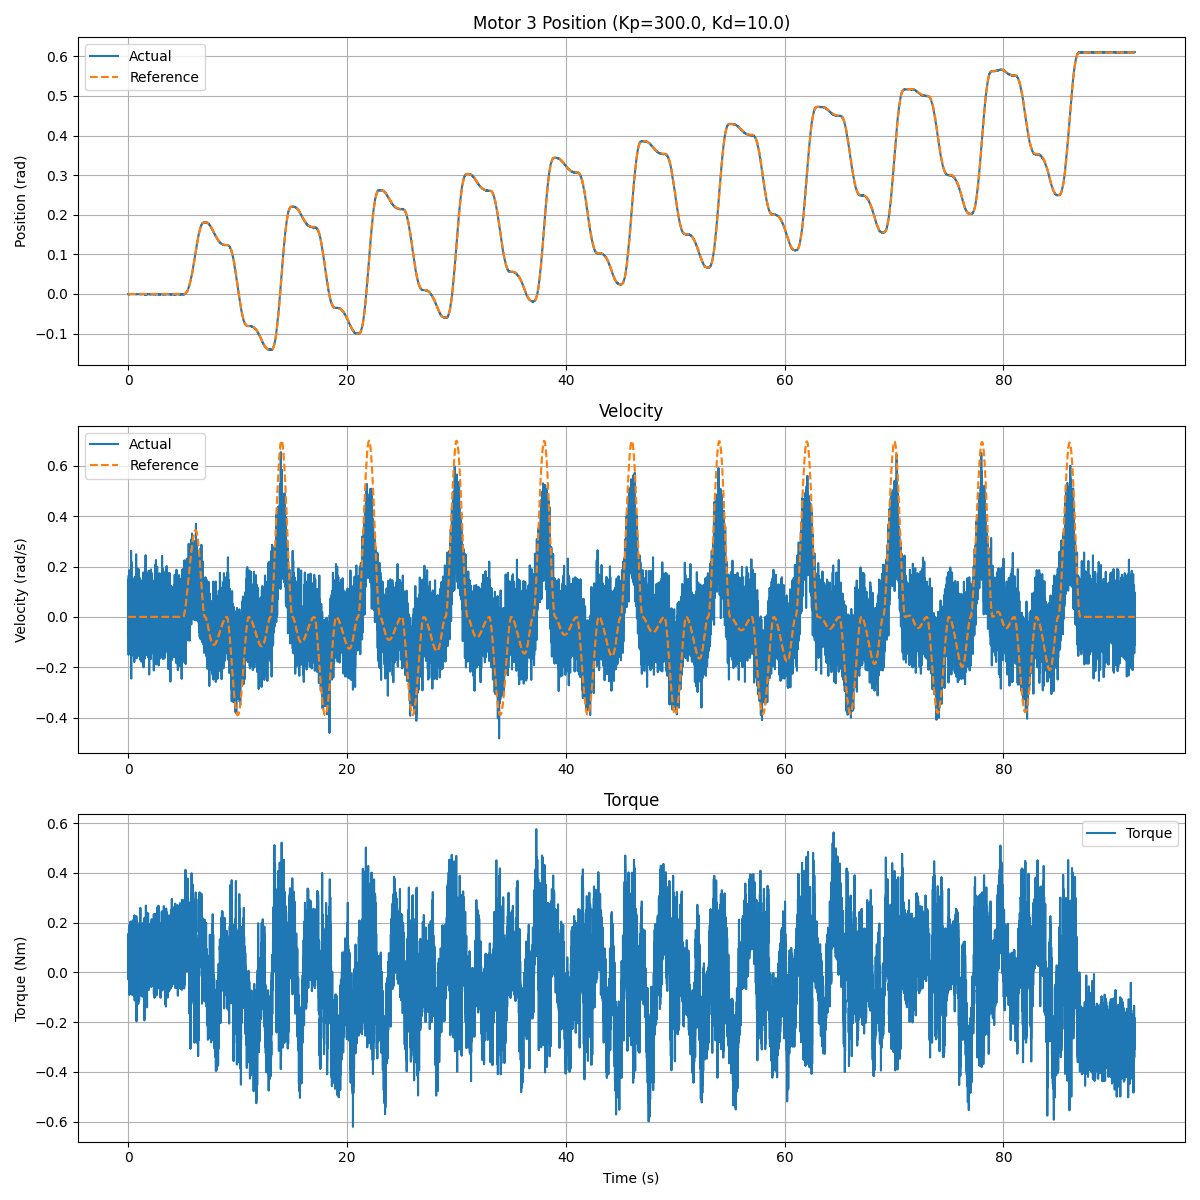 Motor 3 Position (Kp=300.0, Kd=10.0)
Actual
Reference
Position (rad)
0.6
0.5
0.4
0.3
0.2
0.1
0.0
−0.1
0 20 40 60 80
Velocity
Actual
Reference
Velocity (rad/s)
0.6
0.4
0.2
0.0
−0.2
−0.4
0 20 40 60 80
Torque
Torque
Torque (Nm)
0.6
0.4
0.2
0.0
−0.2
−0.4
−0.6
0 20 40 60 80
Time (s)